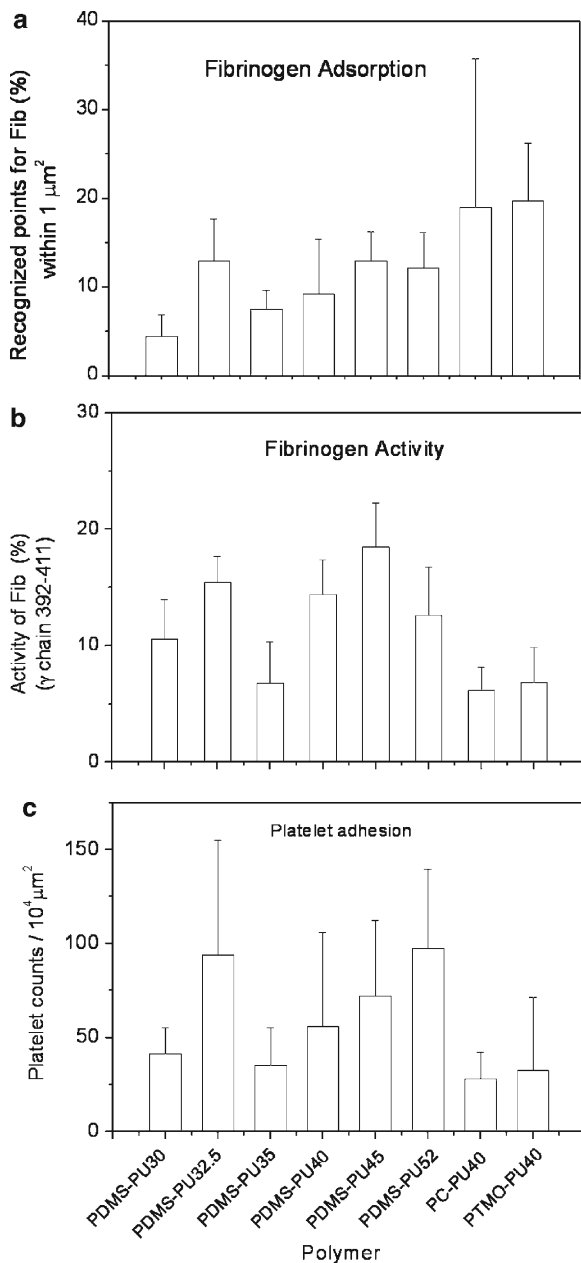 a
Fibrinogen Adsorption
Recognized points for Fib (%)
within 1 μm²
40
30
20
10
0
b
Fibrinogen Activity
Activity of Fib (%)
(γ chain 392-411)
30
20
10
0
c
Platelet adhesion
Platelet counts / 10⁴μm²
150
100
50
0
PDMS-PU30
PDMS-PU32.5
PDMS-PU35
PDMS-PU40
PDMS-PU45
PDMS-PU52
PC-PU40
PTMO-PU40
Polymer